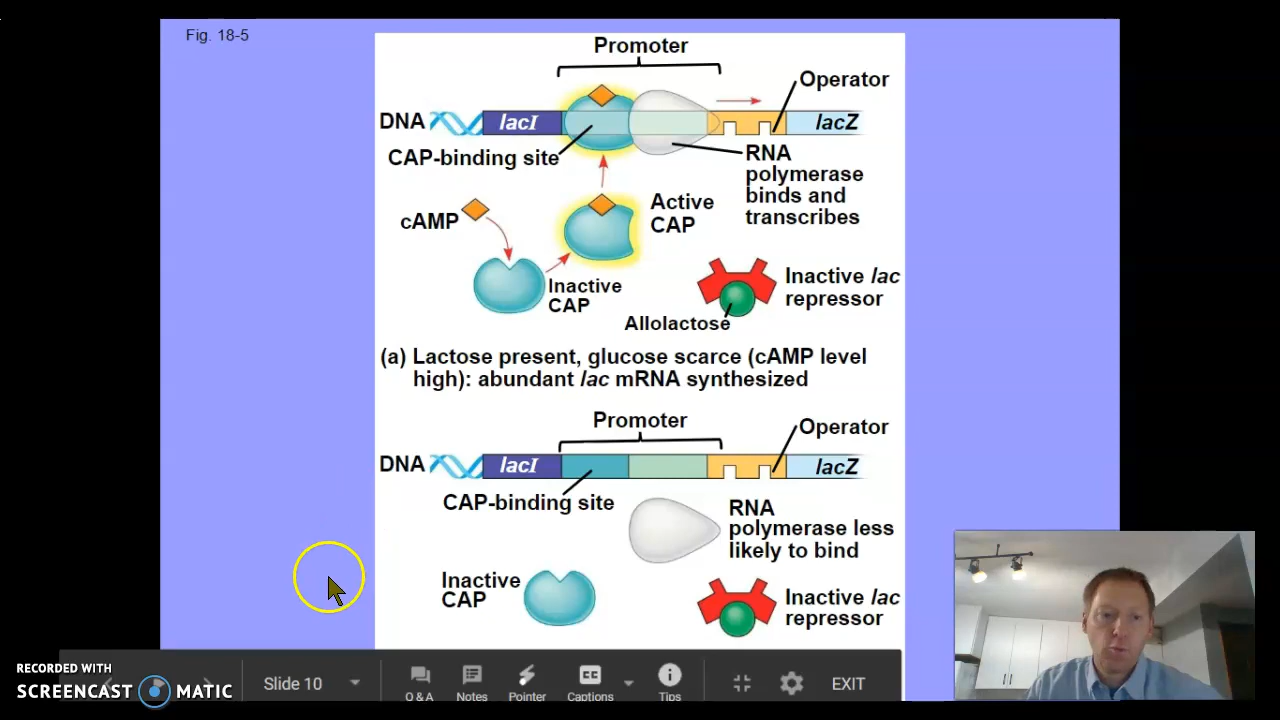 Fig. 18-5
Promoter
Operator
DNA
lacI
lacZ
CAP-binding site
RNA
polymerase
binds and
transcribes
Active
CAP
cAMP
Inactive
CAP
Inactive lac
repressor
Allolactose
(a) Lactose present, glucose scarce (cAMP level
high): abundant lac mRNA synthesized
Promoter
Operator
DNA
lacI
lacZ
CAP-binding site
RNA
polymerase less
likely to bind
Inactive
CAP
Inactive lac
repressor
RECORDED WITH
SCREENCAST MATIC
Slide 10
Q & A
Notes
Pointer
Captions
Tips
EXIT